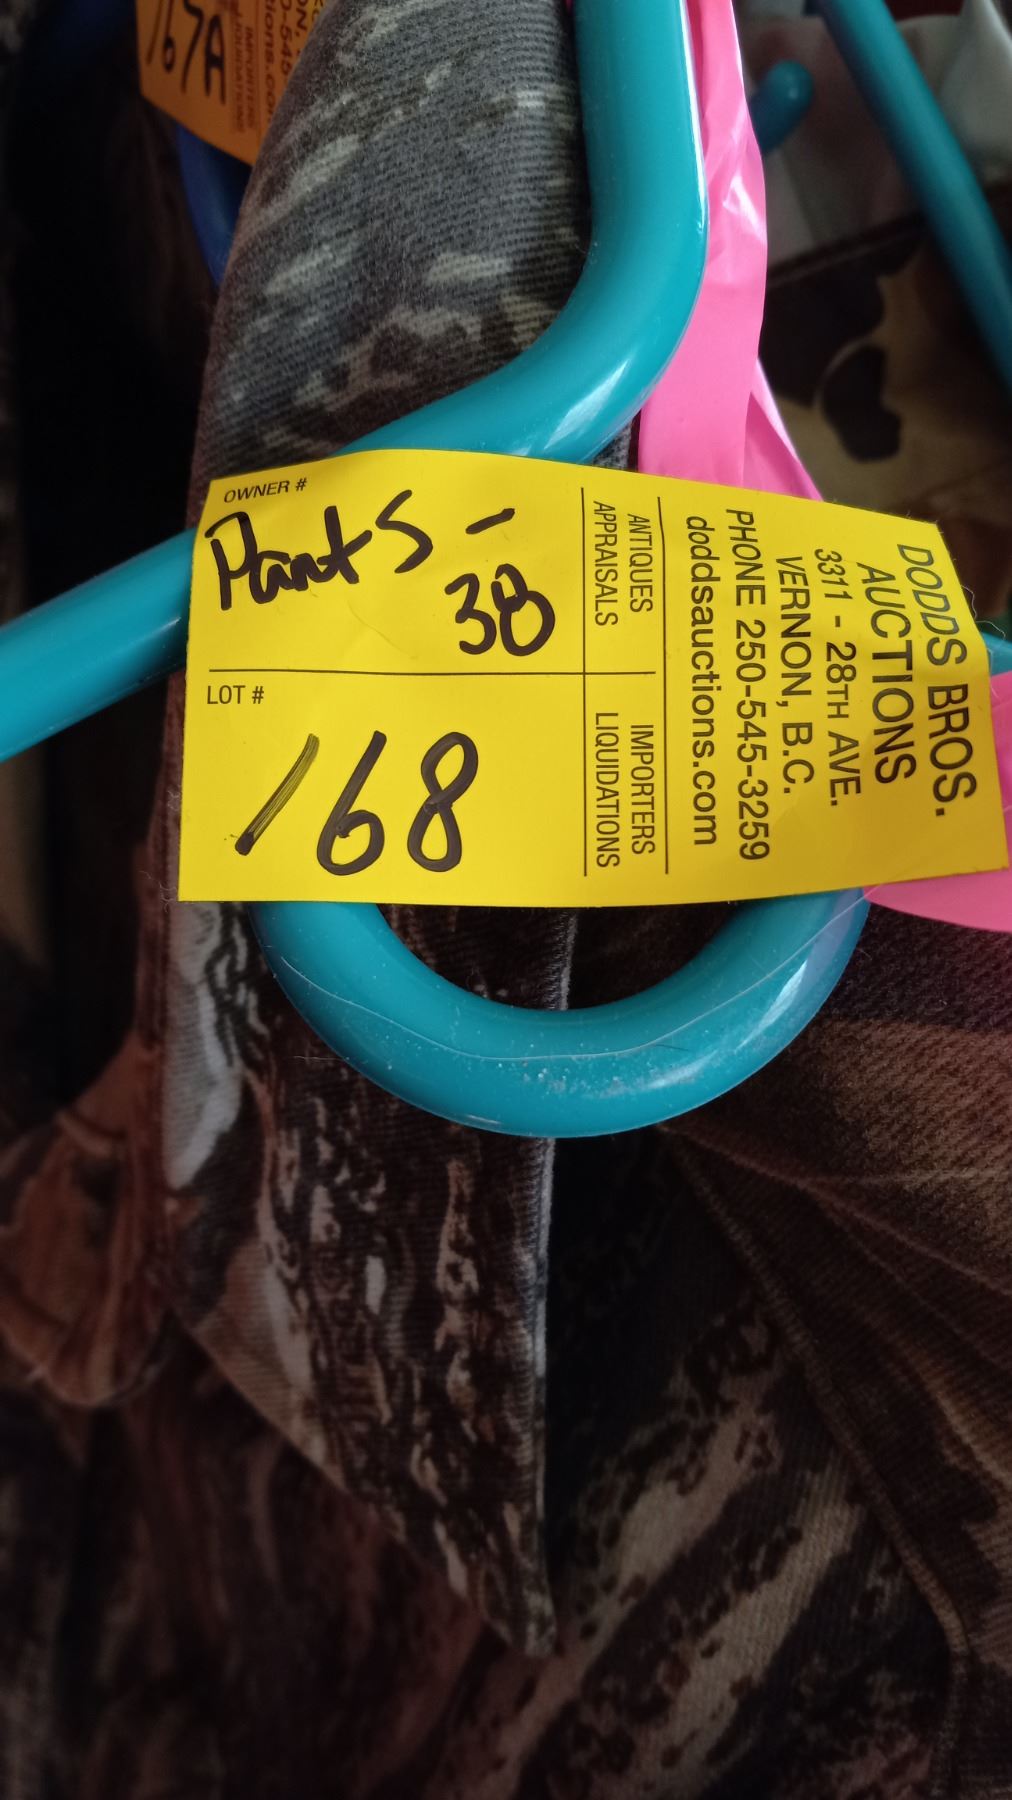 167A
OWNER #
Pants -
38
LOT #
168
ANTIQUES
APPRAISALS
IMPORTERS
LIQUIDATIONS
DODDS BROS.
AUCTIONS
331 - 28TH AVE.
VERNON, B.C.
PHONE 250-545-3259
doddsauctions.com